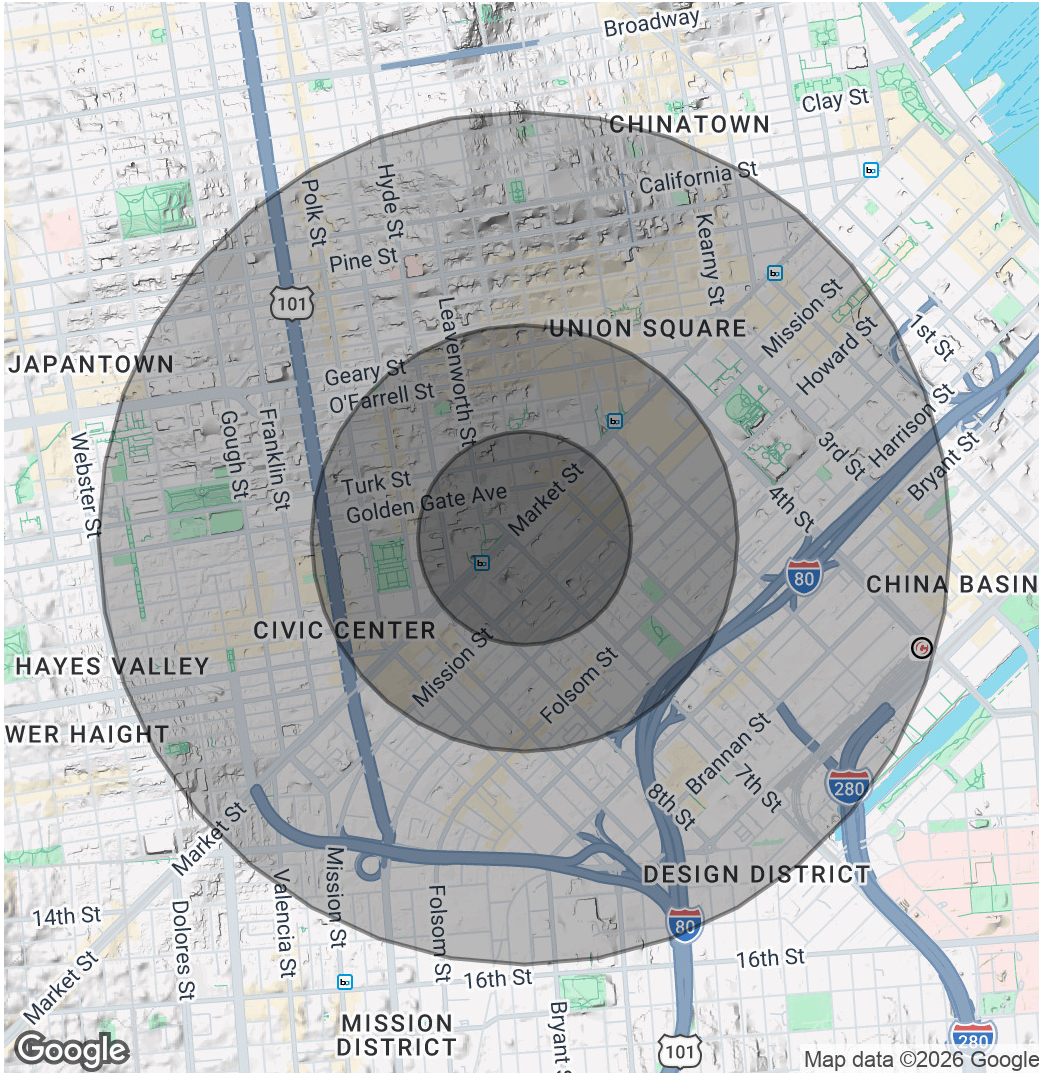 Broadway
Clay St
CHINATOWN
California St
Hyde St
Polk St
Kearny St
Pine St
101
Mission St
1st St
Leavenworth St
UNION SQUARE
Howard St
JAPANTOWN
Geary St
O'Farrell St
Harrison St
Franklin St
Gough St
Webster St
3rd St
Bryant St
Turk St
Golden Gate Ave
Market St
4th St
80
CHINA BASIN
CIVIC CENTER
HAYES VALLEY
Mission St
Folsom St
WER HAIGHT
Brannan St
7th St
8th St
280
Market St
DESIGN DISTRICT
Mission St
Valencia St
Folsom St
Dolores St
14th St
80
Market St
16th St
16th St
Bryant S
MISSION
DISTRICT
280
101
Google
Map data ©2026 Google